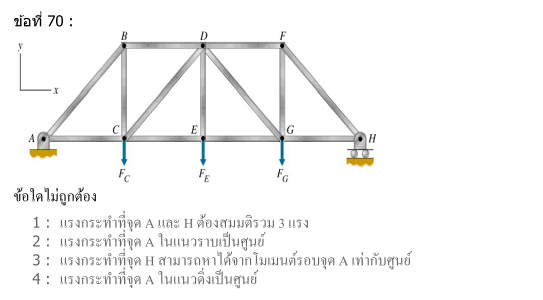 ข้อที่ 70 :
y
x
B
D
F
A
C
E
G
H
F_C
F_E
F_G
ข้อใดไม่ถูกต้อง
1 : แรงกระทำที่จุด A และ H ต้องสมมติรวม 3 แรง
2 : แรงกระทำที่จุด A ในแนวราบเป็นศูนย์
3 : แรงกระทำที่จุด H สามารถหาได้จากโมเมนต์รอบจุด A เท่ากับศูนย์
4 : แรงกระทำที่จุด A ในแนวดิ่งเป็นศูนย์